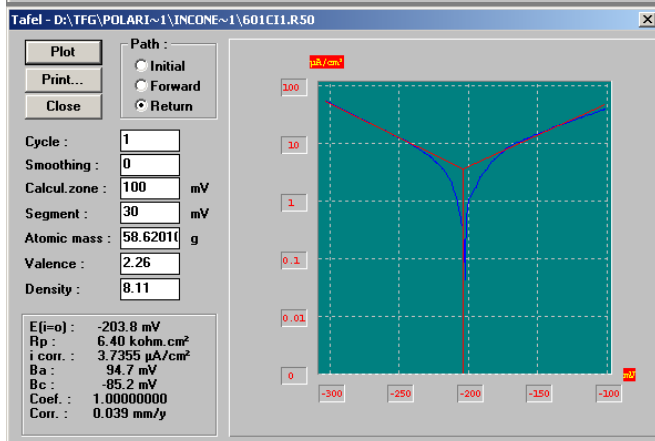 Tafel - D:\TFG\POLARI~1\INCONE~1\601CI1.R50
Plot
Print...
Close
Path :
Initial
Forward
Return
Cycle : 1
Smoothing : 0
Calcul.zone : 100 mV
Segment : 30 mV
Atomic mass : 58.62010 g
Valence : 2.26
Density : 8.11
E(i=o) : -203.8 mV
Rp : 6.40 kohm.cm²
i corr. : 3.7355 µA/cm²
Ba : 94.7 mV
Bc : -85.2 mV
Coef. : 1.00000000
Corr. : 0.039 mm/y
µA/cm²
100
10
1
0.1
0.01
0
mV
-300 -250 -200 -150 -100